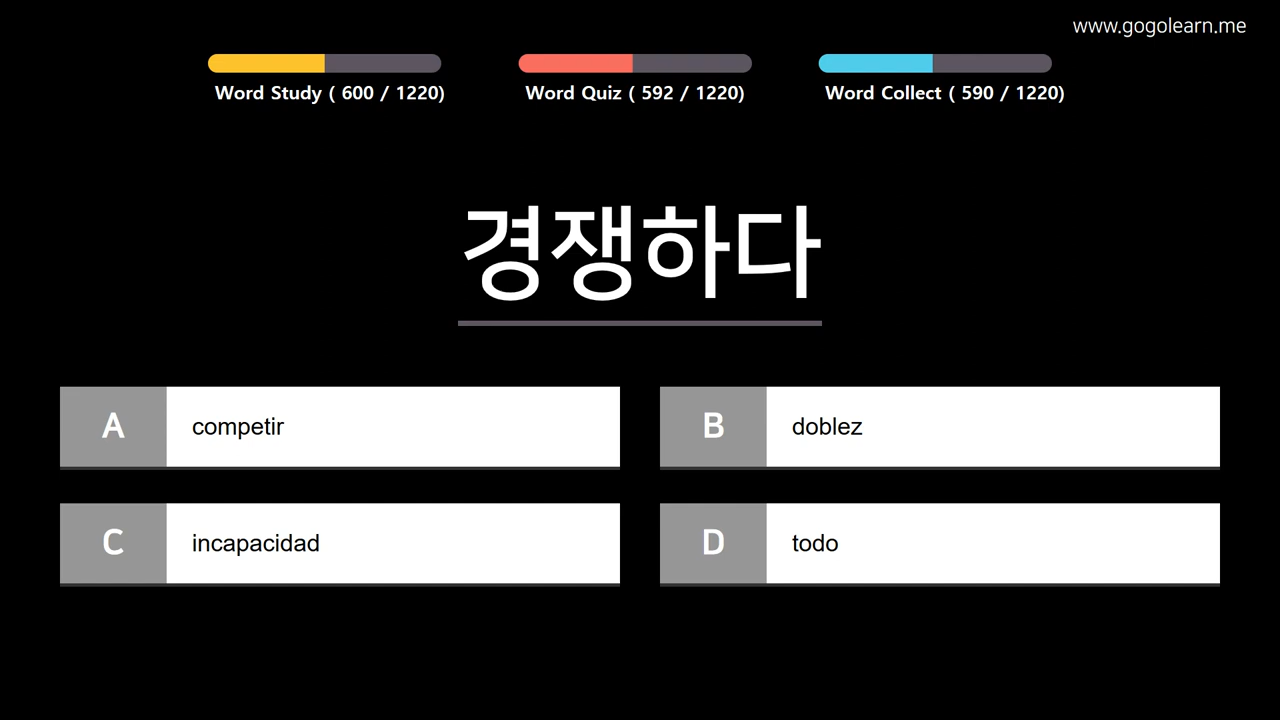 www.gogolearn.me
Word Study ( 600 / 1220)
Word Quiz ( 592 / 1220)
Word Collect ( 590 / 1220)
경쟁하다
A competir
B doblez
C incapacidad
D todo